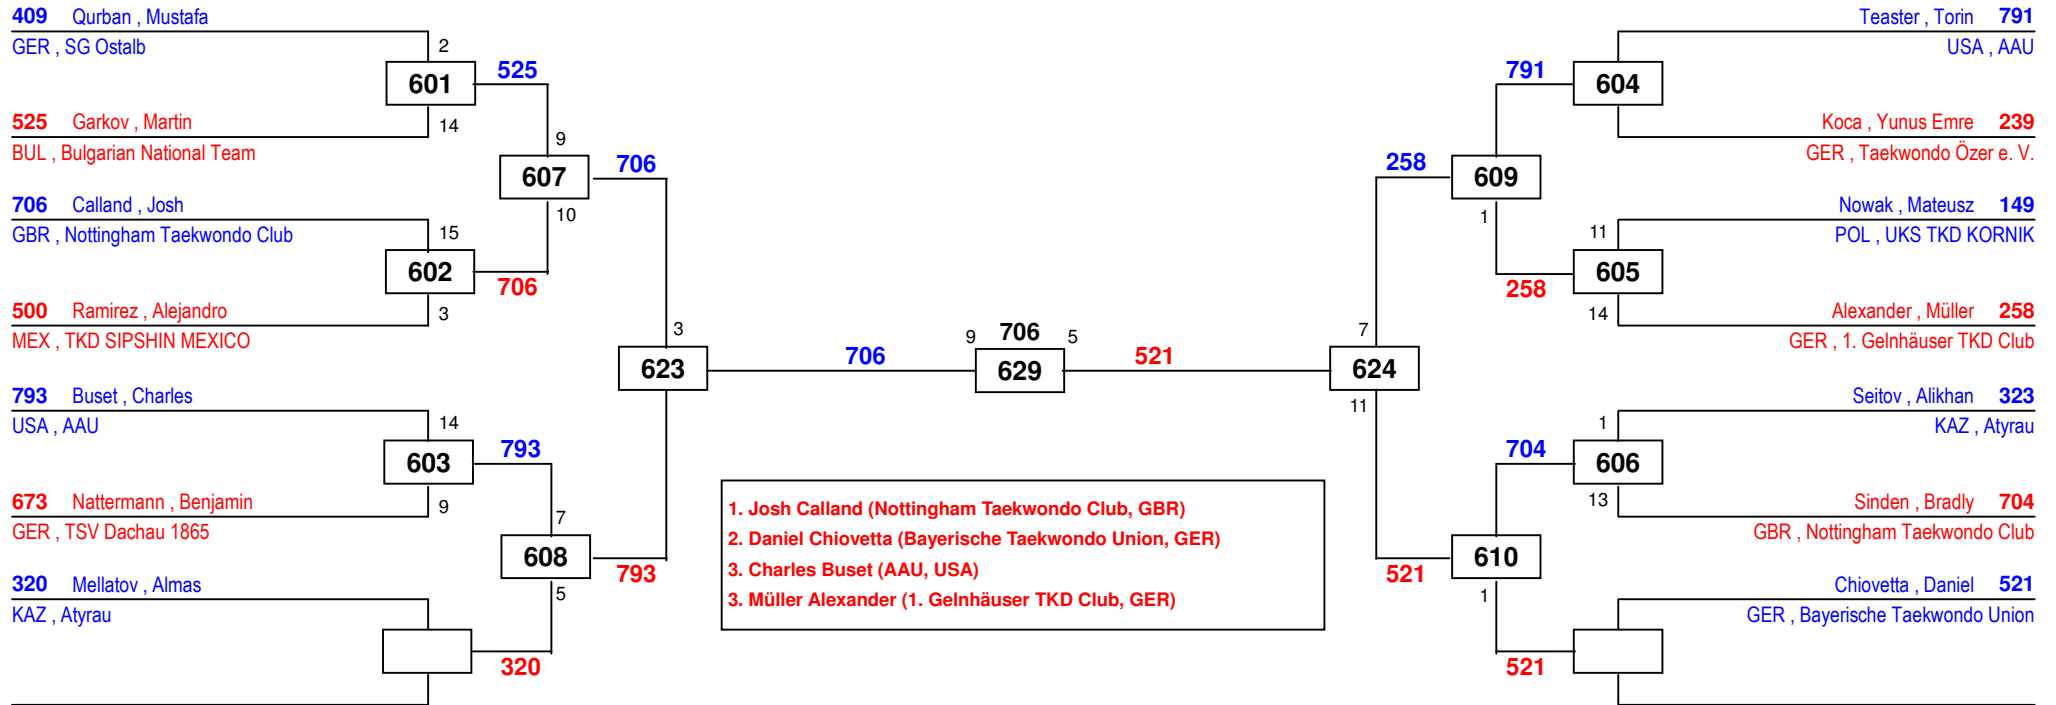 409 Qurban , Mustafa
GER , SG Ostalb
2
601
525
14
525 Garkov , Martin
BUL , Bulgarian National Team
9
607
706
10
706 Calland , Josh
GBR , Nottingham Taekwondo Club
15
602
706
3
500 Ramirez , Alejandro
MEX , TKD SIPSHIN MEXICO
3
623
706
793 Buset , Charles
USA , AAU
14
603
793
9
673 Nattermann , Benjamin
GER , TSV Dachau 1865
7
608
793
5
320 Mellatov , Almas
KAZ , Atyrau
320
9 706 5
629
521
1. Josh Calland (Nottingham Taekwondo Club, GBR)
2. Daniel Chiovetta (Bayerische Taekwondo Union, GER)
3. Charles Buset (AAU, USA)
3. Müller Alexander (1. Gelnhäuser TKD Club, GER)
Teaster , Torin 791
USA , AAU
791
604
Koca , Yunus Emre 239
GER , Taekwondo Özer e. V.
258
609
1
Nowak , Mateusz 149
POL , UKS TKD KORNIK
11
605
258
14
Alexander , Müller 258
GER , 1. Gelnhäuser TKD Club
7
624
11
Seitov , Alikhan 323
KAZ , Atyrau
1
704
606
13
Sinden , Bradly 704
GBR , Nottingham Taekwondo Club
610
521
1
Chiovetta , Daniel 521
GER , Bayerische Taekwondo Union
521